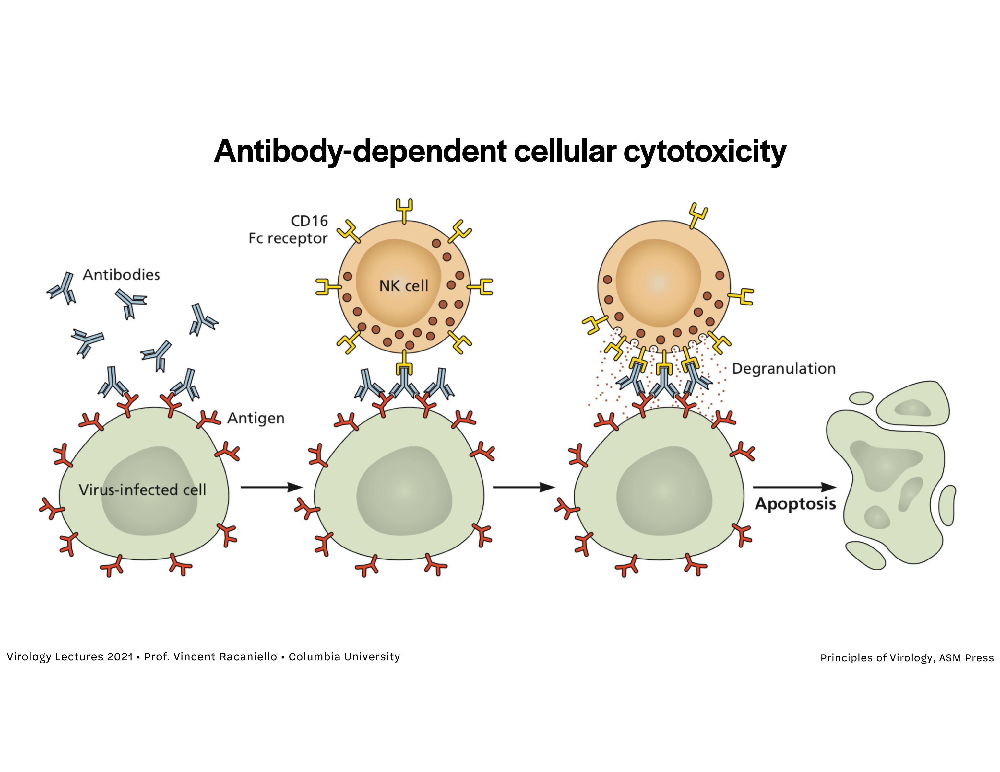 Antibody-dependent cellular cytotoxicity
CD16
Fc receptor
Antibodies
NK cell
Degranulation
Antigen
Virus-infected cell
Apoptosis
Virology Lectures 2021 ▪ Prof. Vincent Racaniello ▪ Columbia University
Principles of Virology, ASM Press